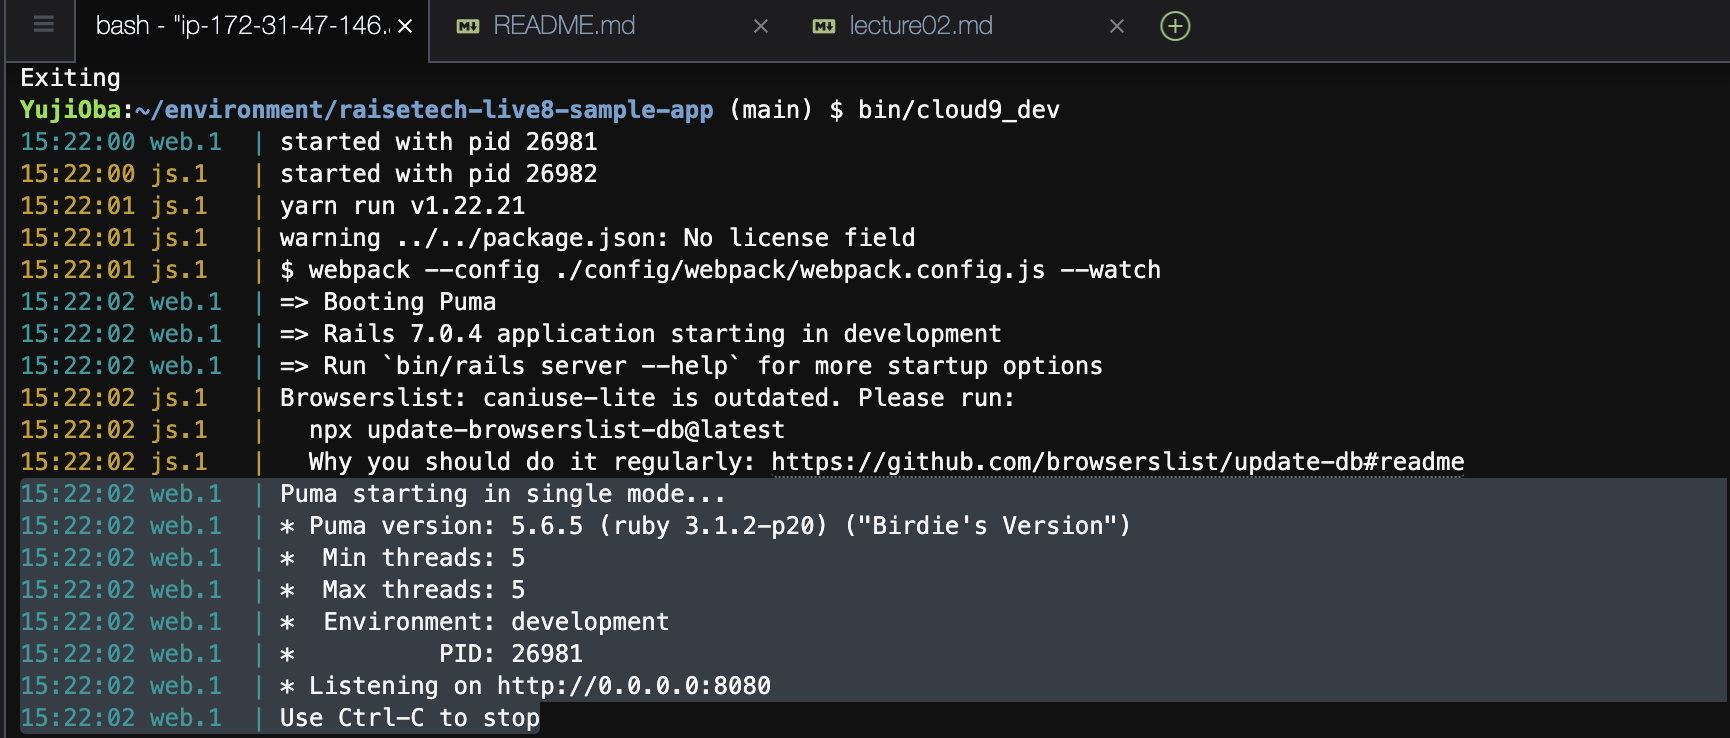 bash - "ip-172-31-47-146. README.md lecture02.md
Exiting
YujiOba:~/environment/raisetech-live8-sample-app (main) $ bin/cloud9_dev
15:22:00 web.1 | started with pid 26981
15:22:00 js.1 | started with pid 26982
15:22:01 js.1 | yarn run v1.22.21
15:22:01 js.1 | warning ../../package.json: No license field
15:22:01 js.1 | $ webpack --config ./config/webpack/webpack.config.js --watch
15:22:02 web.1 | => Booting Puma
15:22:02 web.1 | => Rails 7.0.4 application starting in development
15:22:02 web.1 | => Run `bin/rails server --help` for more startup options
15:22:02 js.1 | Browserslist: caniuse-lite is outdated. Please run:
15:22:02 js.1 | npx update-browserslist-db@latest
15:22:02 js.1 | Why you should do it regularly: https://github.com/browserslist/update-db#readme
15:22:02 web.1 | Puma starting in single mode...
15:22:02 web.1 | * Puma version: 5.6.5 (ruby 3.1.2-p20) ("Birdie's Version")
15:22:02 web.1 | * Min threads: 5
15:22:02 web.1 | * Max threads: 5
15:22:02 web.1 | * Environment: development
15:22:02 web.1 | * PID: 26981
15:22:02 web.1 | * Listening on http://0.0.0.0:8080
15:22:02 web.1 | Use Ctrl-C to stop